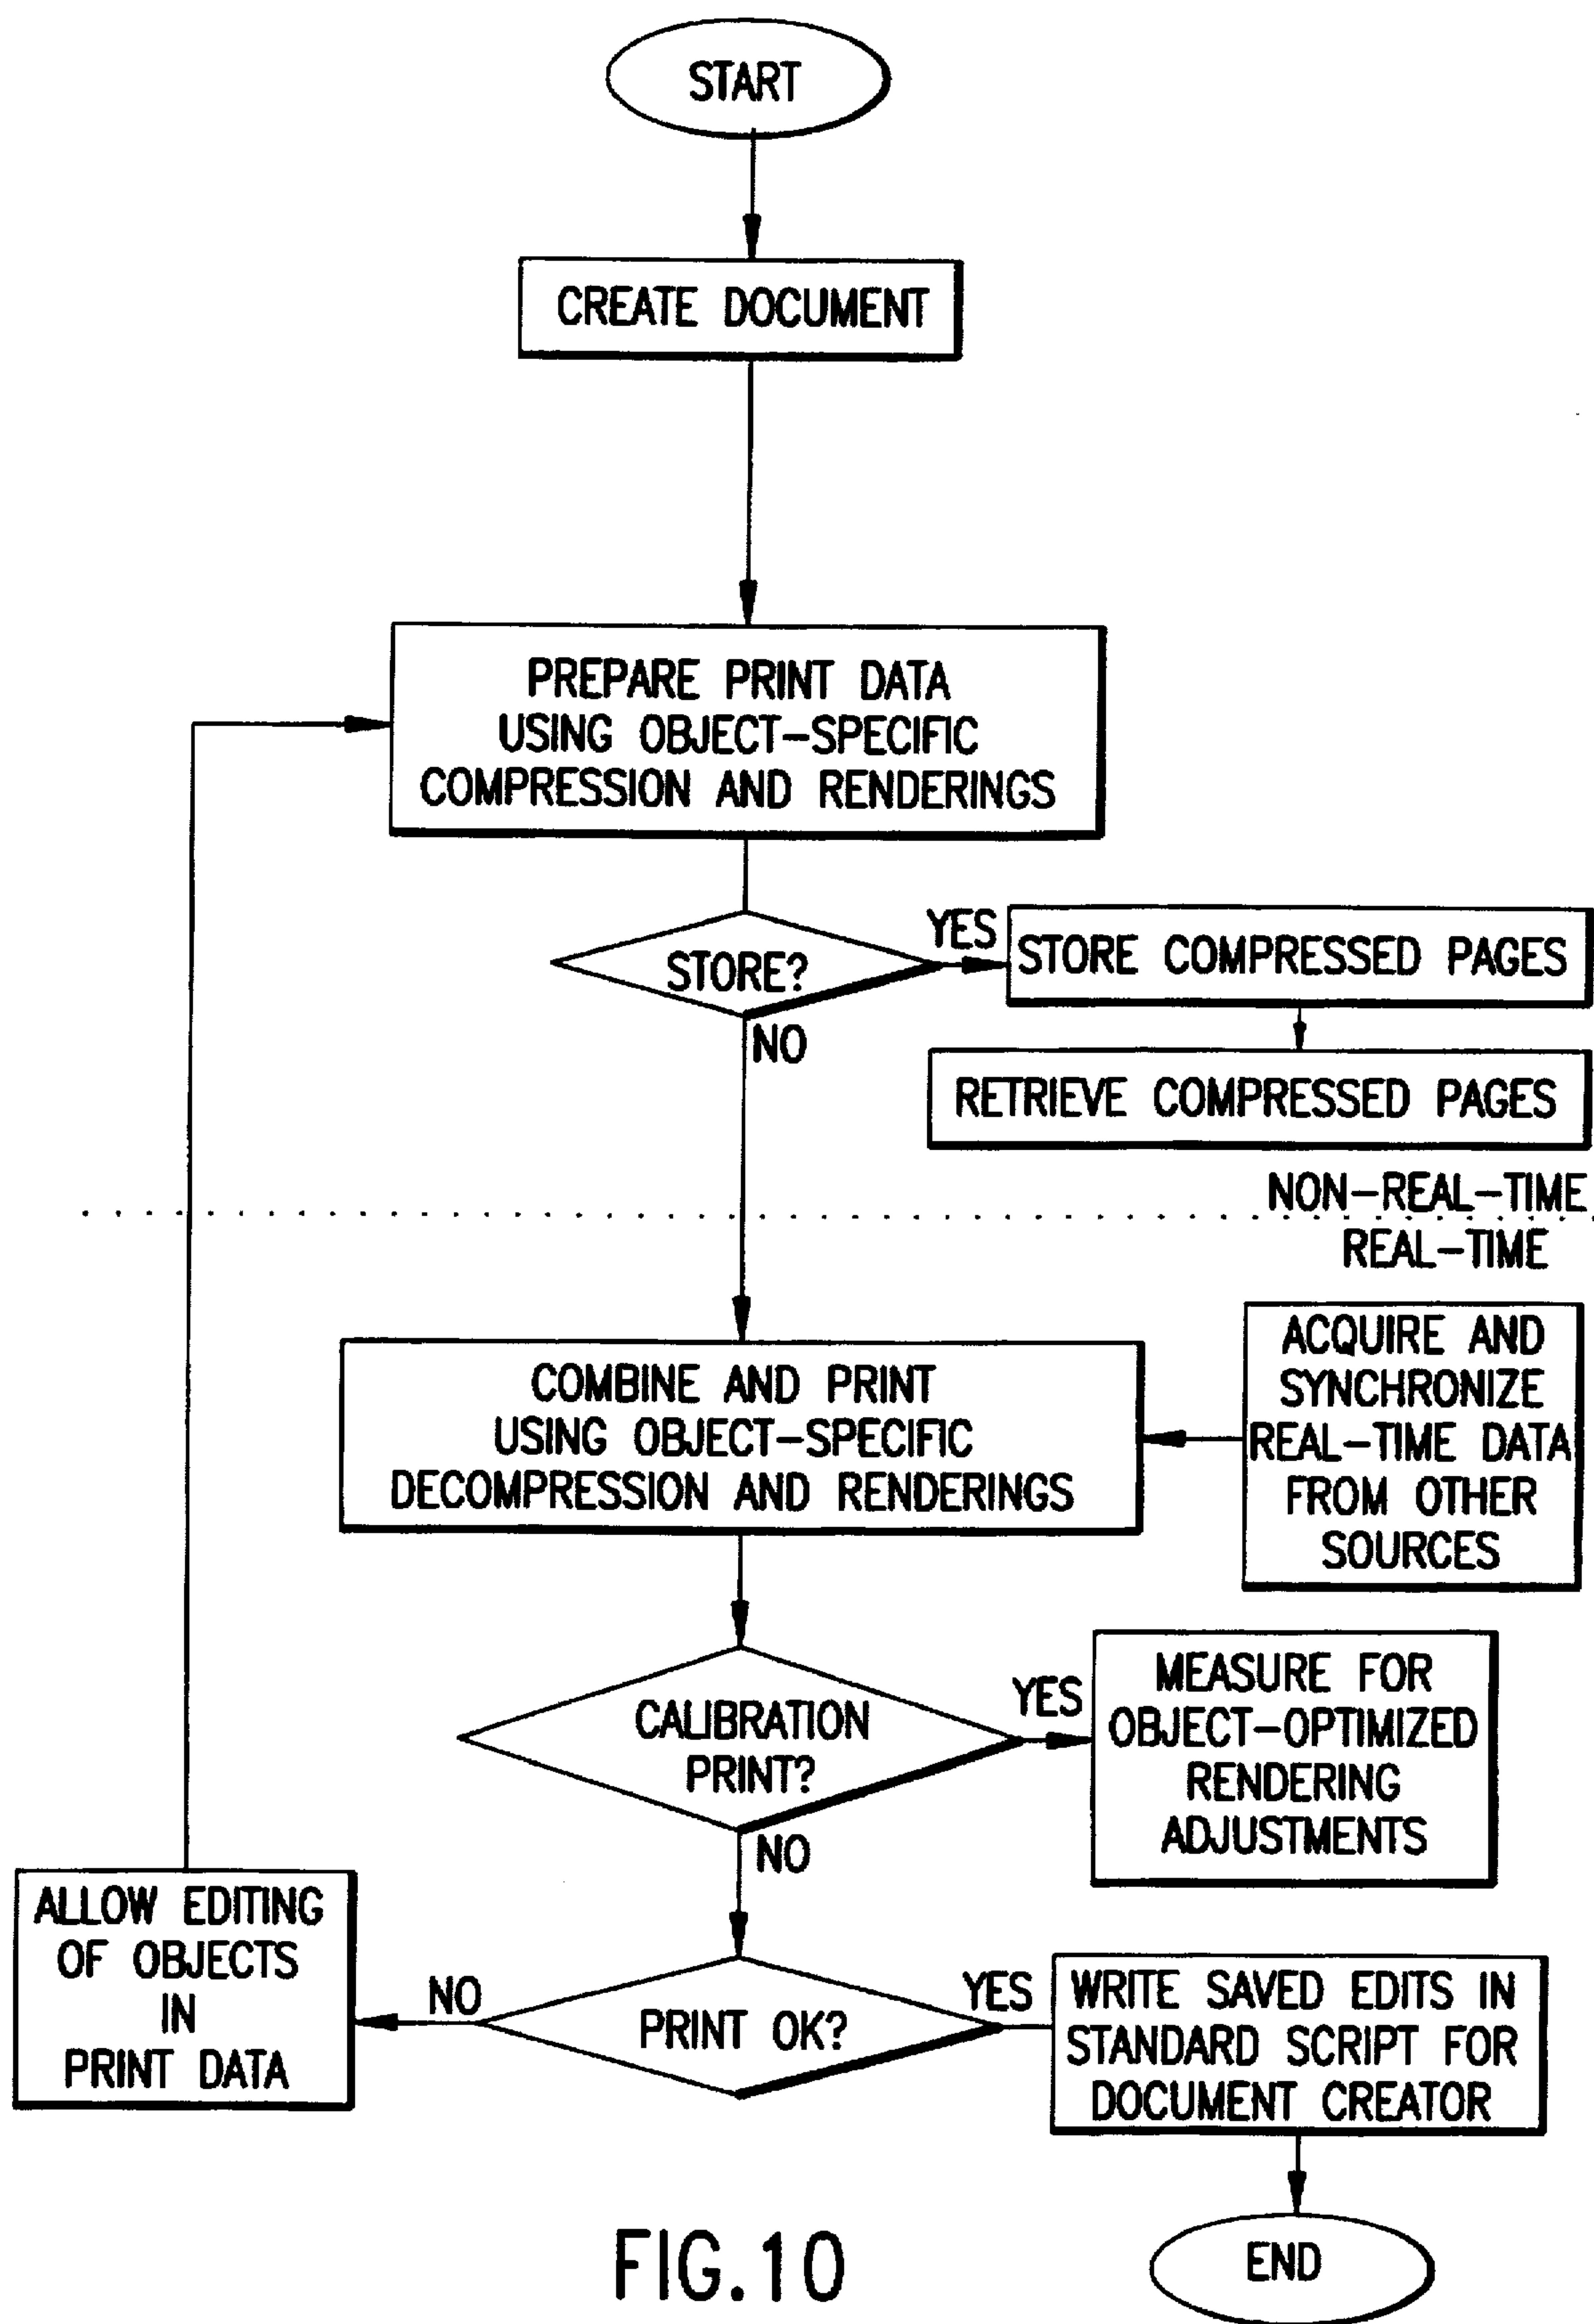 START
CREATE DOCUMENT
PREPARE PRINT DATA
USING OBJECT-SPECIFIC
COMPRESSION AND RENDERINGS
STORE?
YES
STORE COMPRESSED PAGES
NO
RETRIEVE COMPRESSED PAGES
NON-REAL-TIME
REAL-TIME
COMBINE AND PRINT
USING OBJECT-SPECIFIC
DECOMPRESSION AND RENDERINGS
ACQUIRE AND
SYNCHRONIZE
REAL-TIME DATA
FROM OTHER
SOURCES
CALIBRATION
PRINT?
YES
MEASURE FOR
OBJECT-OPTIMIZED
RENDERING
ADJUSTMENTS
NO
ALLOW EDITING
OF OBJECTS
IN
PRINT DATA
NO
PRINT OK?
YES
WRITE SAVED EDITS IN
STANDARD SCRIPT FOR
DOCUMENT CREATOR
END
FIG.10